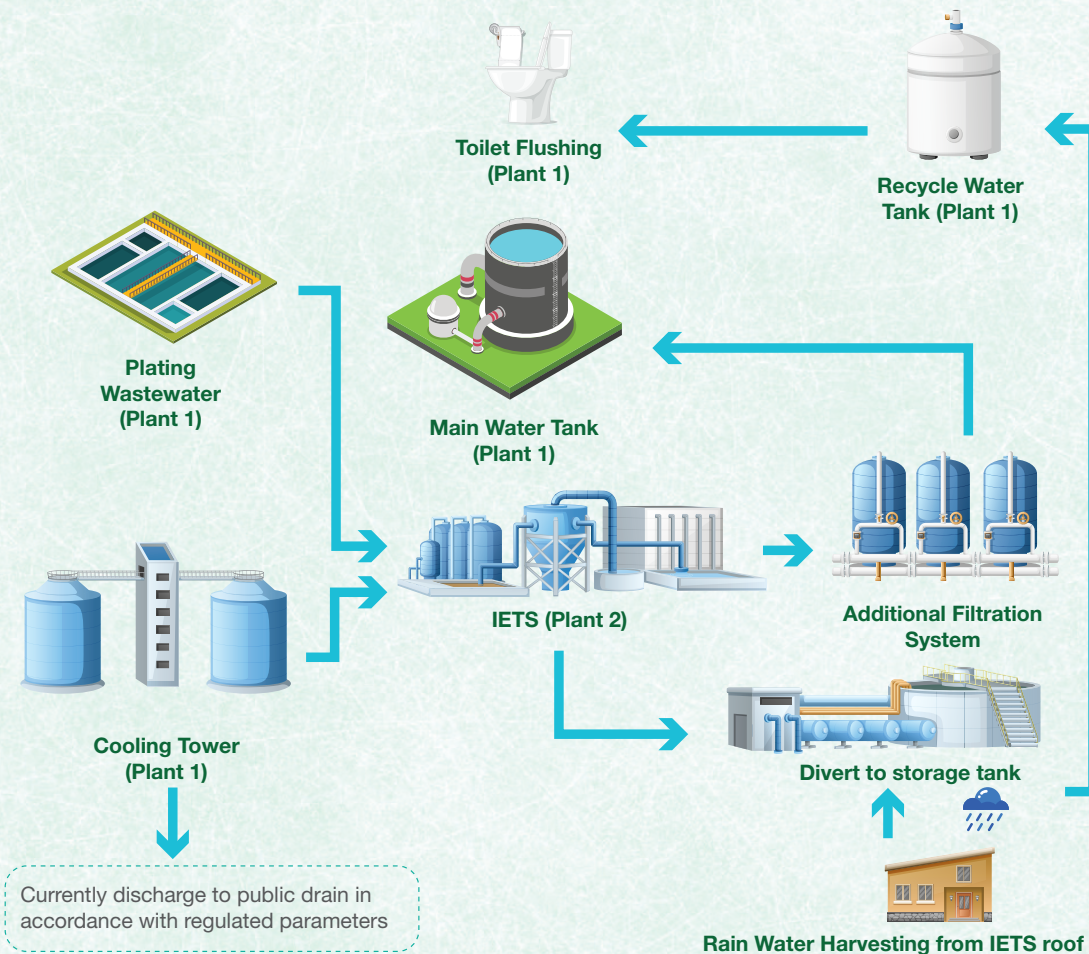 Toilet Flushing
(Plant 1)
Recycle Water
Tank (Plant 1)
Plating
Wastewater
(Plant 1)
Main Water Tank
(Plant 1)
IETS (Plant 2)
Additional Filtration
System
Cooling Tower
(Plant 1)
Divert to storage tank
Currently discharge to public drain in
accordance with regulated parameters
Rain Water Harvesting from IETS roof